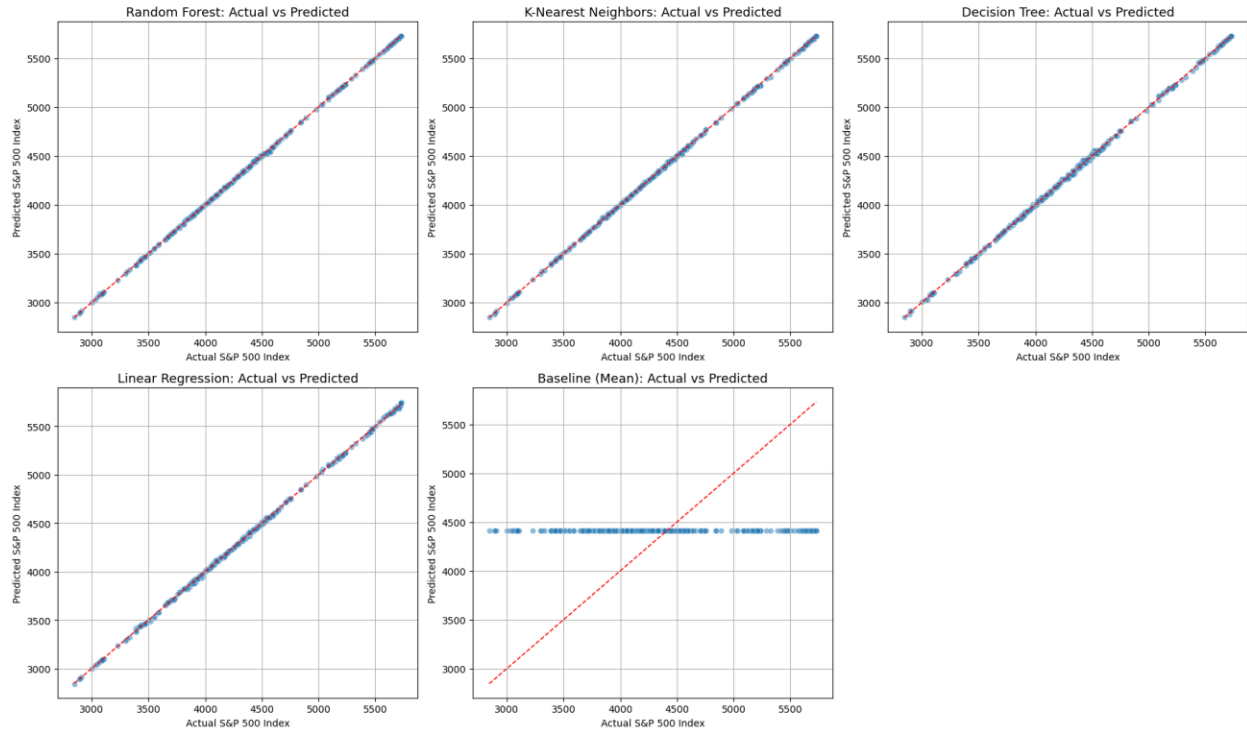 Random Forest: Actual vs Predicted
Predicted S&P 500 Index
5500
5000
4500
4000
3500
3000
3000 3500 4000 4500 5000 5500
Actual S&P 500 Index
K-Nearest Neighbors: Actual vs Predicted
Predicted S&P 500 Index
5500
5000
4500
4000
3500
3000
3000 3500 4000 4500 5000 5500
Actual S&P 500 Index
Decision Tree: Actual vs Predicted
Predicted S&P 500 Index
5500
5000
4500
4000
3500
3000
3000 3500 4000 4500 5000 5500
Actual S&P 500 Index
Linear Regression: Actual vs Predicted
Predicted S&P 500 Index
5500
5000
4500
4000
3500
3000
3000 3500 4000 4500 5000 5500
Actual S&P 500 Index
Baseline (Mean): Actual vs Predicted
Predicted S&P 500 Index
5500
5000
4500
4000
3500
3000
3000 3500 4000 4500 5000 5500
Actual S&P 500 Index